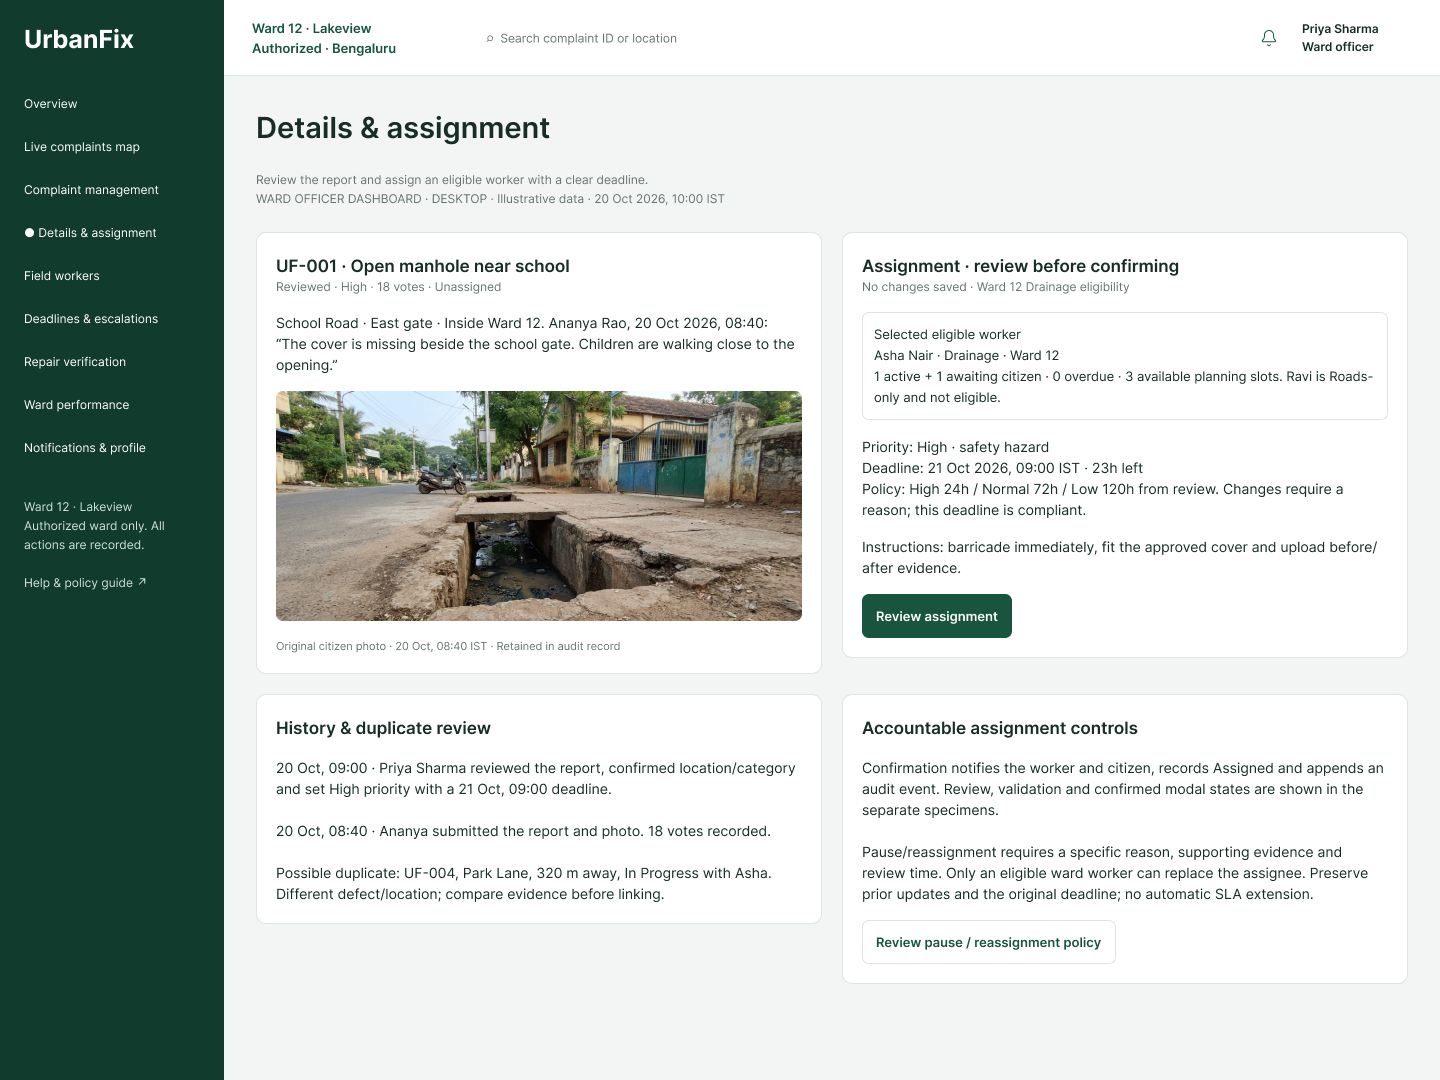 UrbanFix
Overview
Live complaints map
Complaint management
Details & assignment
Field workers
Deadlines & escalations
Repair verification
Ward performance
Notifications & profile
Ward 12 · Lakeview
Authorized ward only. All
actions are recorded.
Help & policy guide ↗
Ward 12 · Lakeview
Authorized · Bengaluru
Search complaint ID or location
Priya Sharma
Ward officer
Details & assignment
Review the report and assign an eligible worker with a clear deadline.
WARD OFFICER DASHBOARD · DESKTOP · Illustrative data · 20 Oct 2026, 10:00 IST
UF-001 · Open manhole near school
Reviewed · High · 18 votes · Unassigned
School Road · East gate · Inside Ward 12. Ananya Rao, 20 Oct 2026, 08:40:
“The cover is missing beside the school gate. Children are walking close to the
opening.”
Original citizen photo · 20 Oct, 08:40 IST · Retained in audit record
Assignment · review before confirming
No changes saved · Ward 12 Drainage eligibility
Selected eligible worker
Asha Nair · Drainage · Ward 12
1 active + 1 awaiting citizen · 0 overdue · 3 available planning slots. Ravi is Roads-
only and not eligible.
Priority: High · safety hazard
Deadline: 21 Oct 2026, 09:00 IST · 23h left
Policy: High 24h / Normal 72h / Low 120h from review. Changes require a
reason; this deadline is compliant.
Instructions: barricade immediately, fit the approved cover and upload before/
after evidence.
Review assignment
History & duplicate review
20 Oct, 09:00 · Priya Sharma reviewed the report, confirmed location/category
and set High priority with a 21 Oct, 09:00 deadline.
20 Oct, 08:40 · Ananya submitted the report and photo. 18 votes recorded.
Possible duplicate: UF-004, Park Lane, 320 m away, In Progress with Asha.
Different defect/location; compare evidence before linking.
Accountable assignment controls
Confirmation notifies the worker and citizen, records Assigned and appends an
audit event. Review, validation and confirmed modal states are shown in the
separate specimens.
Pause/reassignment requires a specific reason, supporting evidence and
review time. Only an eligible ward worker can replace the assignee. Preserve
prior updates and the original deadline; no automatic SLA extension.
Review pause / reassignment policy